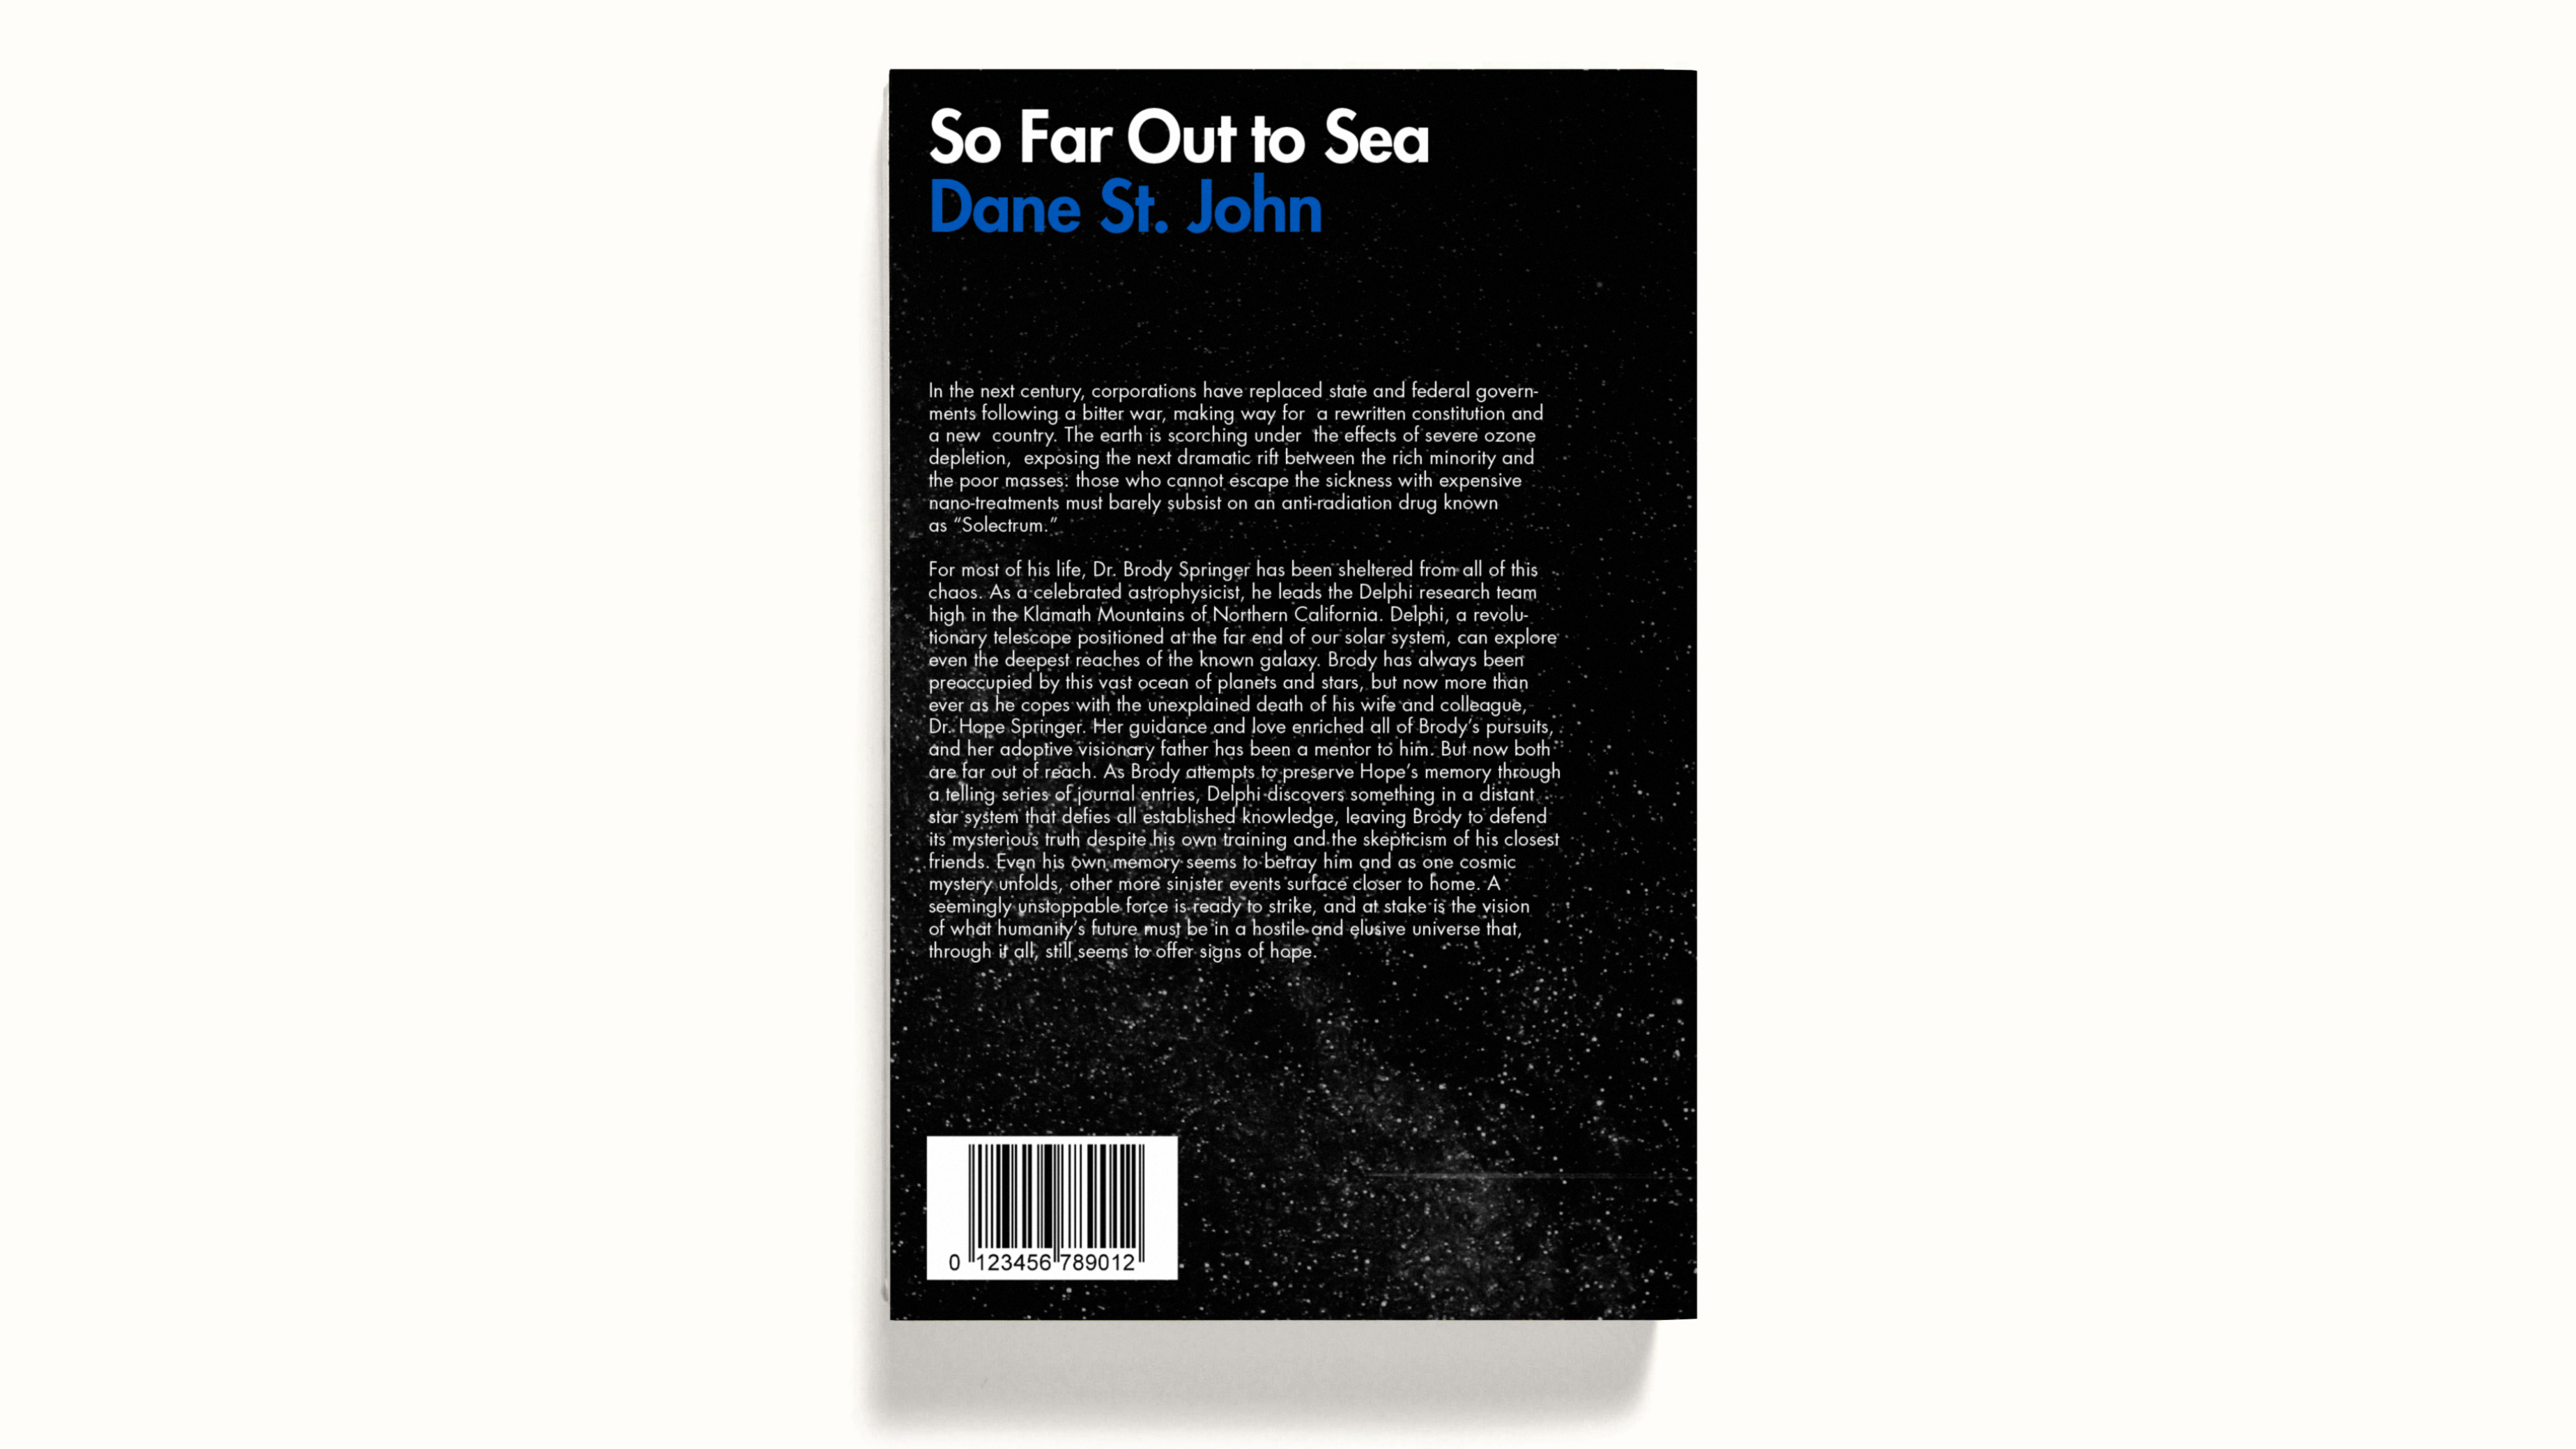 So Far Out to Sea
Dane St. John
In the next century, corporations have replaced state and federal govern-
ments following a bitter war, making way for  a rewritten constitution and
a new  country. The earth is scorching under  the effects of severe ozone
depletion,  exposing the next dramatic rift between the rich minority and
the poor masses: those who cannot escape the sickness with expensive
nano-treatments must barely subsist on an anti-radiation drug known
as “Solectrum.”
For most of his life, Dr. Brody Springer has been sheltered from all of this
chaos. As a celebrated astrophysicist, he leads the Delphi research team
high in the Klamath Mountains of Northern California. Delphi, a revolu-
tionary telescope positioned at the far end of our solar system, can explore
even the deepest reaches of the known galaxy. Brody has always been
preoccupied by this vast ocean of planets and stars, but now more than
ever as he copes with the unexplained death of his wife and colleague,
Dr. Hope Springer. Her guidance and love enriched all of Brody’s pursuits,
and her adoptive visionary father has been a mentor to him. But now both
are far out of reach. As Brody attempts to preserve Hope’s memory through
a telling series of journal entries, Delphi discovers something in a distant
star system that defies all established knowledge, leaving Brody to defend
its mysterious truth despite his own training and the skepticism of his closest
friends. Even his own memory seems to betray him and as one cosmic
mystery unfolds, other more sinister events surface closer to home. A
seemingly unstoppable force is ready to strike, and at stake is the vision
of what humanity’s future must be in a hostile and elusive universe that,
through it all, still seems to offer signs of hope.
0 123456 789012